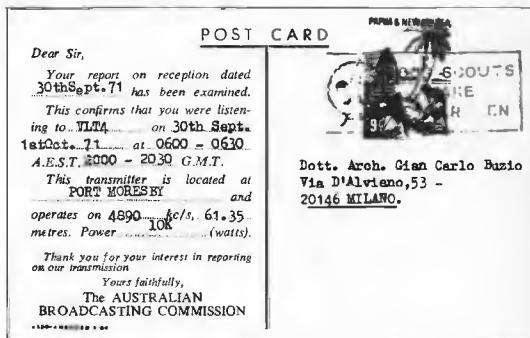 POST CARD
Dear Sir,
Your report on reception dated
30thSept.71 has been examined.
This confirms that you were listen-
ing to VLT4 on 30th Sept.
1stOct. 71 at 0600 - 0630
A.E.S.T. 2000 - 2030 G.M.T.
This transmitter is located at
PORT MORESBY
and
operates on 4890 kc/s, 61.35
metres. Power 10K (watts).
Thank you for your interest in reporting
on our transmission
Yours faithfully,
The AUSTRALIAN
BROADCASTING COMMISSION
PAPUA & NEW GUINEA
SCOUTS
Dott. Arch. Gian Carlo Buzio
Via D'Alviano,53 -
20146 MILANO.